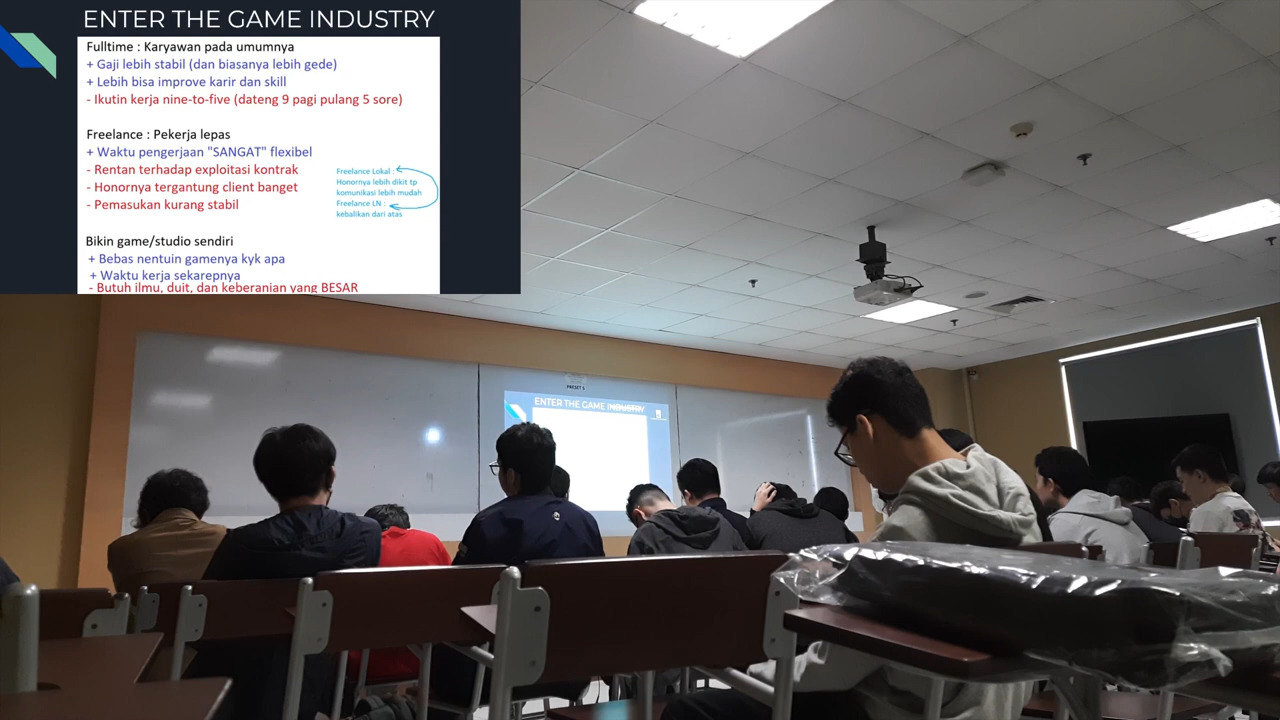 ENTER THE GAME INDUSTRY
Fulltime : Karyawan pada umumnya
+ Gaji lebih stabil (dan biasanya lebih gede)
+ Lebih bisa improve karir dan skill
- Ikutin kerja nine-to-five (dateng 9 pagi pulang 5 sore)
Freelance : Pekerja lepas
+ Waktu pengerjaan "SANGAT" flexibel
- Rentan terhadap exploitasi kontrak
- Honornya tergantung client banget
- Pemasukan kurang stabil
Freelance Lokal :
Honornya lebih dikit tp
komunikasi lebih mudah
Freelance LN :
kebalikan dari atas
Bikin game/studio sendiri
+ Bebas nentuin gamenya kyk apa
+ Waktu kerja sekarepnya
- Butuh ilmu, duit, dan keberanian yang BESAR
PRESET 5
ENTER THE GAME INDUSTRY